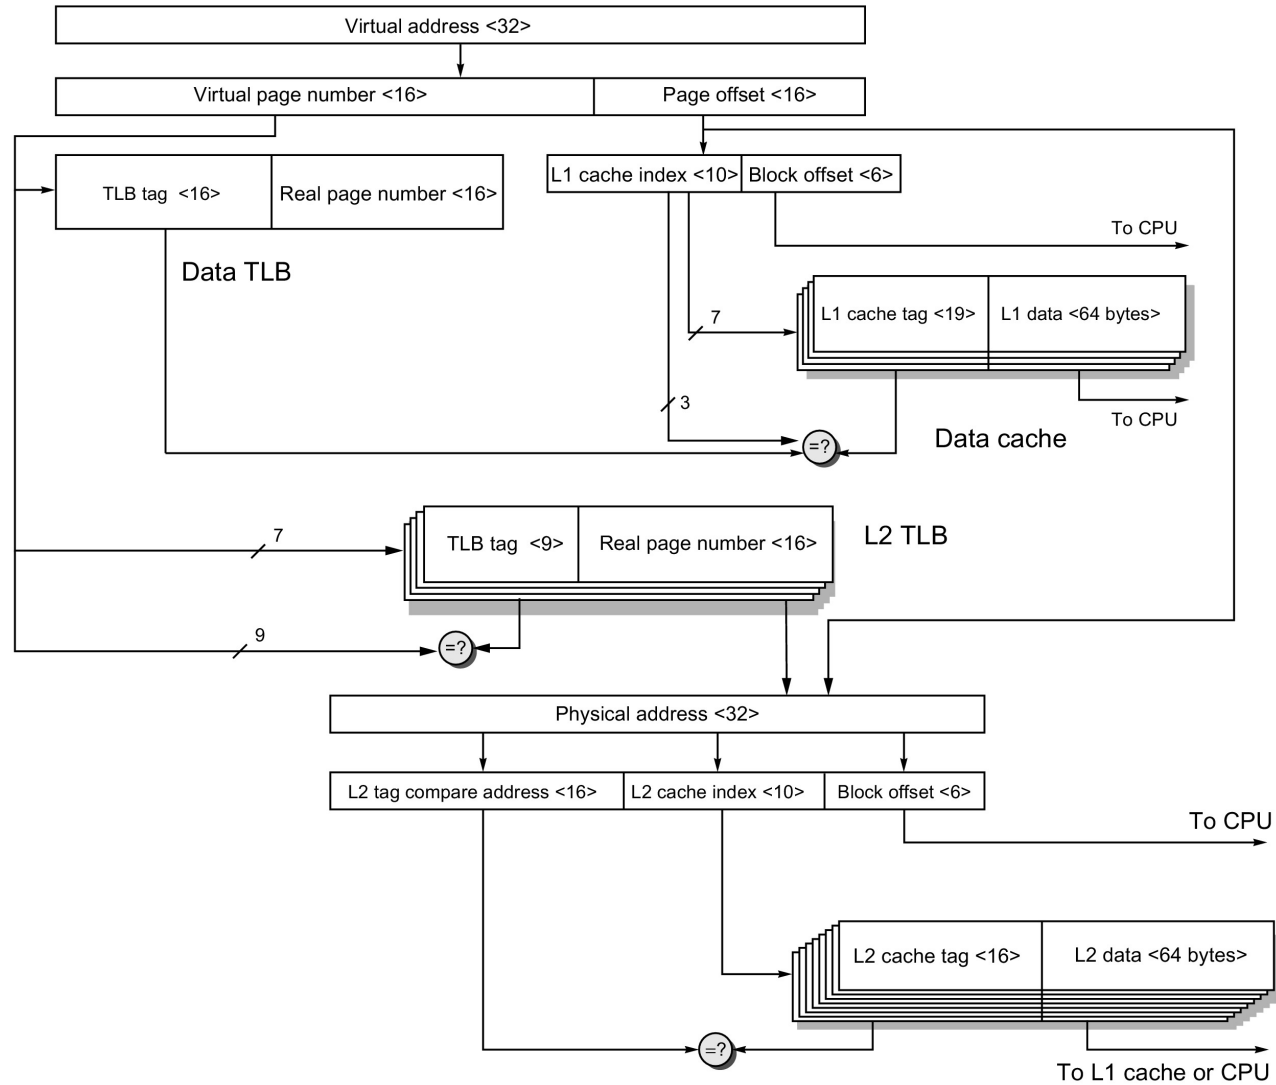 Virtual address <32>
Virtual page number <16>
Page offset <16>
TLB tag <16>
Real page number <16>
L1 cache index <10>
Block offset <6>
To CPU
Data TLB
7
L1 cache tag <19>
L1 data <64 bytes>
3
To CPU
Data cache
=?
7
TLB tag <9>
Real page number <16>
L2 TLB
9
=?
Physical address <32>
L2 tag compare address <16>
L2 cache index <10>
Block offset <6>
To CPU
L2 cache tag <16>
L2 data <64 bytes>
=?
To L1 cache or CPU